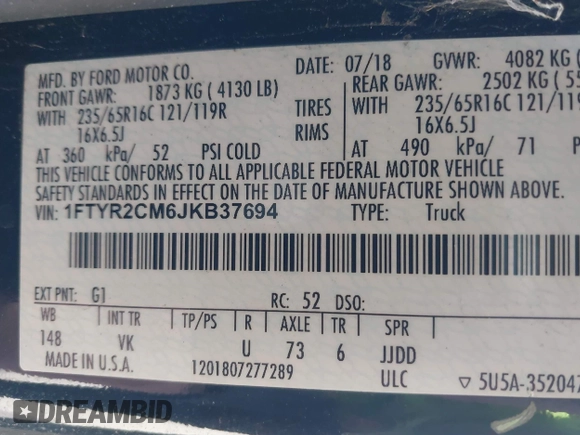 MFD. BY FORD MOTOR CO. DATE: 07/18 GVWR: 4082 KG
FRONT GAWR: 1873 KG (4130 LB) REAR GAWR: 2502 KG
WITH 235/65R16C 121/119R TIRES WITH 235/65R16C 121/119
16X6.5J RIMS 16X6.5J
AT 360 kPa/ 52 PSI COLD AT 490 kPa/ 71
THIS VEHICLE CONFORMS TO ALL APPLICABLE FEDERAL MOTOR VEHICLE
SAFETY STANDARDS IN EFFECT ON THE DATE OF MANUFACTURE SHOWN ABOVE.
VIN: 1FTYR2CM6JKB37694 TYPE: Truck
EXT PNT: G1 RC: 52 DSO:
WB INT TR TP/PS R AXLE TR SPR
148 VK U 73 6 JJDD
MADE IN U.S.A. 1201807277289 ULC ▽ 5U5A-352047
DREAMBID